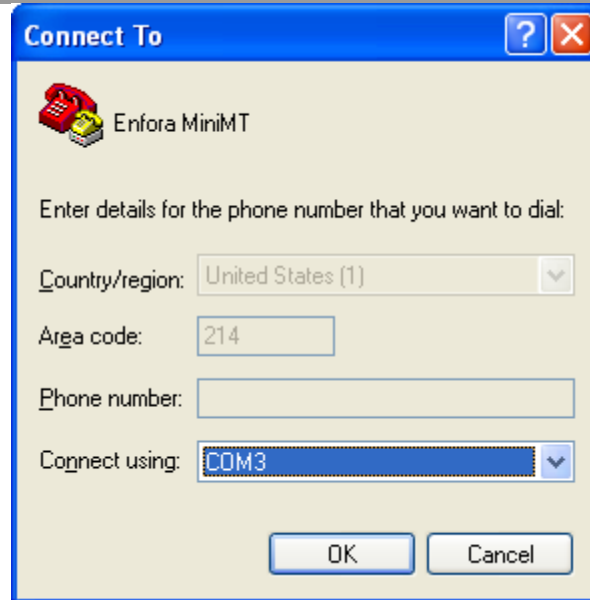 Connect To
Enfora MiniMT
Enter details for the phone number that you want to dial:
Country/region: United States (1)
Area code: 214
Phone number:
Connect using: COM3
OK Cancel